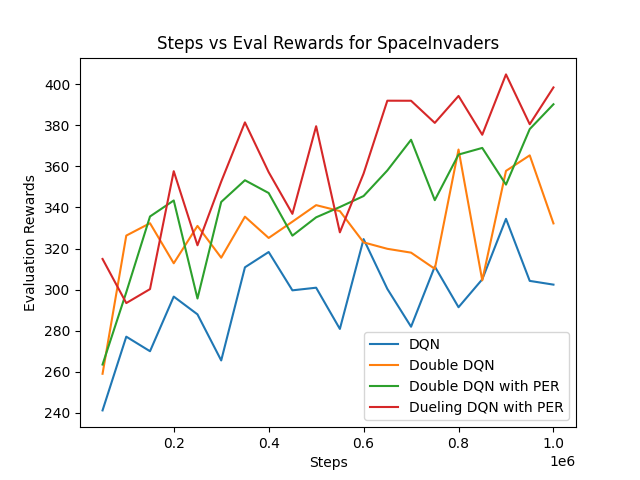 Steps vs Eval Rewards for SpaceInvaders
Evaluation Rewards
400
380
360
340
320
300
280
260
240
DQN
Double DQN
Double DQN with PER
Dueling DQN with PER
0.2 0.4 0.6 0.8 1.0
1e6
Steps